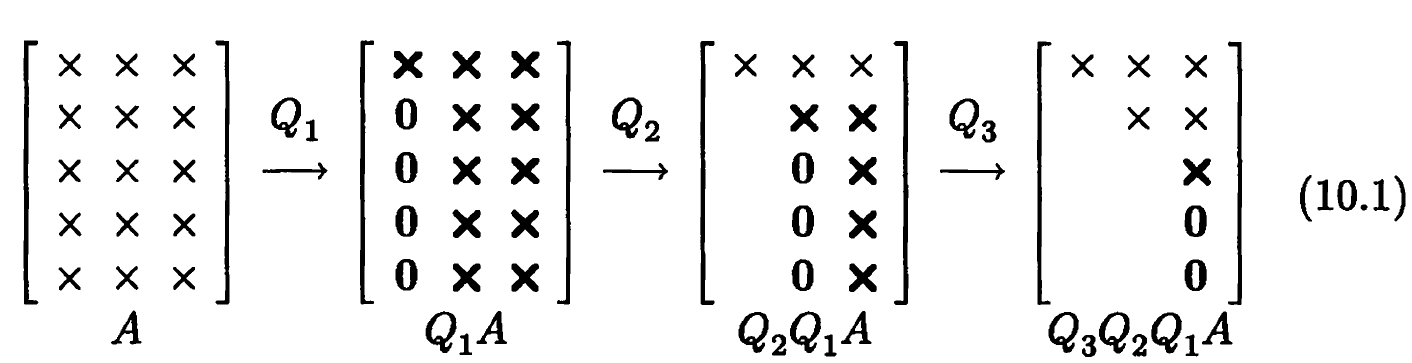 × × × × × × × × × × × ×
× × × Q₁ 0 × × Q₂ × × Q₃ × ×
× × × → 0 × × → 0 × → × (10.1)
× × × 0 × × 0 × 0
× × × 0 × × 0 × 0
A Q₁A Q₂Q₁A Q₃Q₂Q₁A